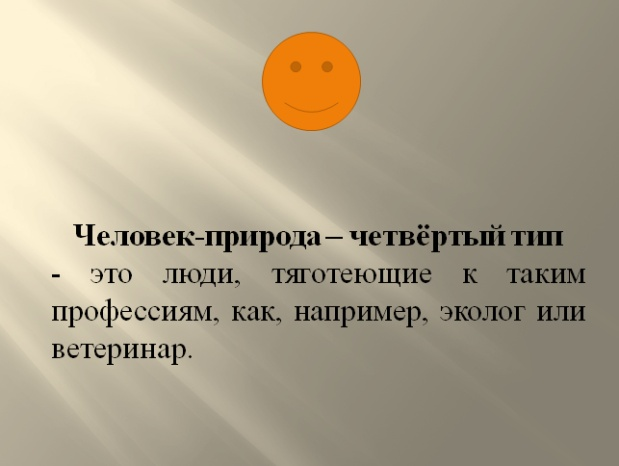 Человек-природа – четвёртый тип
- это люди, тяготеющие к таким
профессиям, как, например, эколог или
ветеринар.